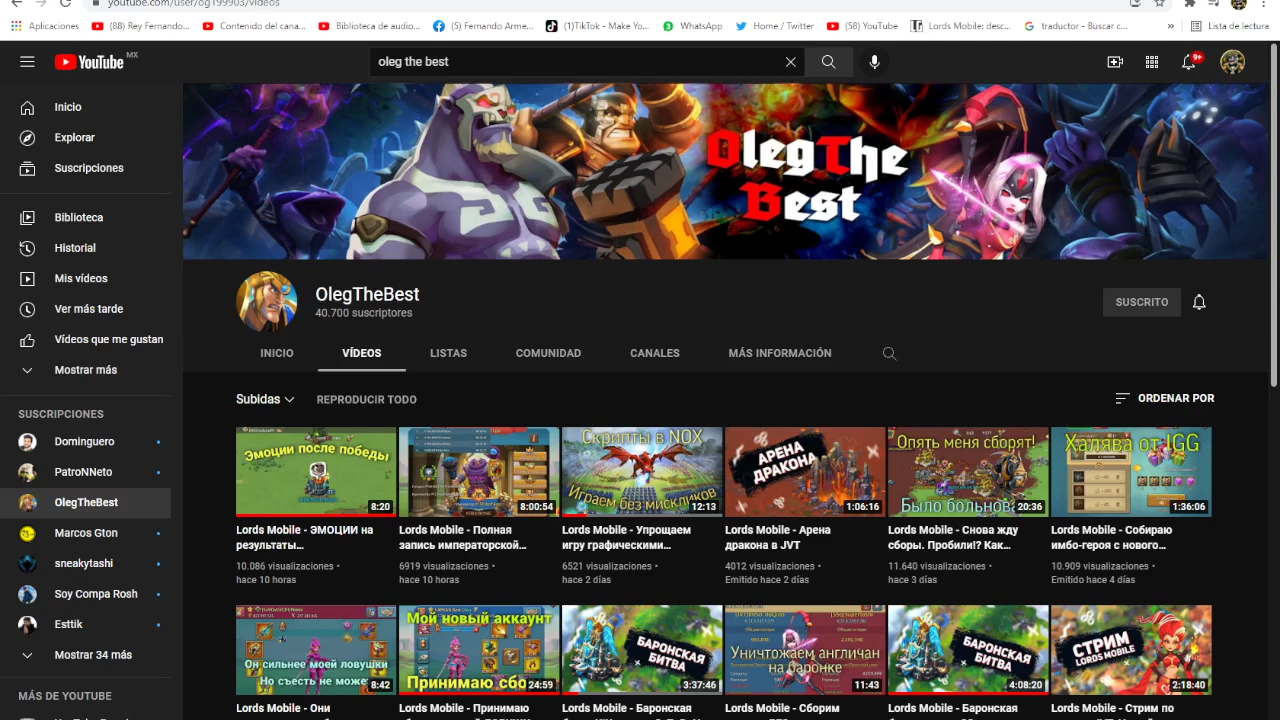 youtube.com/user/og199903/videos
Aplicaciones
(88) Rey Fernando...
Contenido del cana...
Biblioteca de audio...
(5) Fernando Arme...
(1)TikTok - Make Yo...
WhatsApp
Home / Twitter
(58) YouTube
Lords Mobile: desc...
traductor - Buscar c...
»
Lista de lectura
YouTube MX
oleg the best
9+
Inicio
Explorar
Suscripciones
Biblioteca
Historial
Mis vídeos
Ver más tarde
Vídeos que me gustan
Mostrar más
SUSCRIPCIONES
Dominguero
PatroNNeto
OlegTheBest
Marcos Gton
sneakytashi
Soy Compa Rosh
Estuk
Mostrar 34 más
MÁS DE YOUTUBE
OlegThe
Best
OlegTheBest
40.700 suscriptores
SUSCRITO
INICIO
VÍDEOS
LISTAS
COMUNIDAD
CANALES
MÁS INFORMACIÓN
Subidas
REPRODUCIR TODO
ORDENAR POR
Эмоции после победы
8:20
Lords Mobile - ЭМОЦИИ на
результаты...
10.086 visualizaciones •
hace 10 horas
8:00:54
Lords Mobile - Полная
запись императорской...
6919 visualizaciones •
hace 10 horas
Скрипты в NOX
Играем без мискликов
12:13
Lords Mobile - Упрощаем
игру графическими...
6521 visualizaciones •
hace 2 días
АРЕНА
ДРАКОНА
1:06:16
Lords Mobile - Арена
дракона в JVT
4012 visualizaciones •
Emitido hace 2 días
Опять меня сборят!
Было больновa
20:36
Lords Mobile - Снова жду
сборы. Пробили!? Как...
11.640 visualizaciones •
hace 3 días
Халява от IGG
1:36:06
Lords Mobile - Собираю
имбо-героя с нового...
10.909 visualizaciones •
Emitido hace 4 días
Он сильнее моей ловушки
Но съесть не може
8:42
Lords Mobile - Они
Мой новый аккаунт
Принимаю сбо
24:59
Lords Mobile - Принимаю
БАРОНСКАЯ
БИТВА
3:37:46
Lords Mobile - Баронская
Уничтожаем англичан
на баронке
11:43
Lords Mobile - Сборим
БАРОНСКАЯ
БИТВА
4:08:20
Lords Mobile - Баронская
СТРИМ
LORDS MOBILE
2:18:40
Lords Mobile - Стрим по